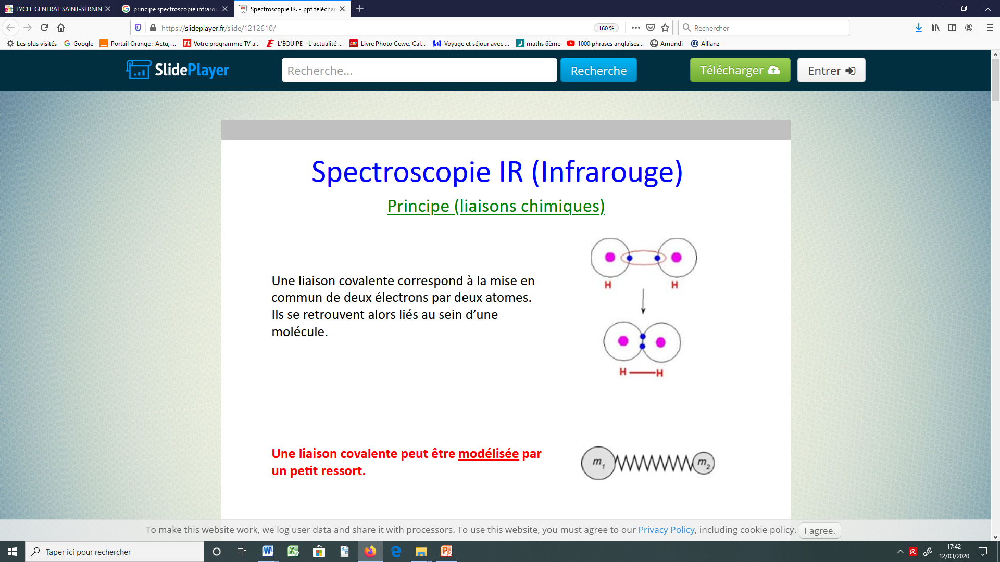 LYCEE GENERAL SAINT-SERNIN
principe spectroscopie infrarou
Spectroscopie IR. - ppt téléchar
https://slideplayer.fr/slide/1212610/
160 %
Rechercher
Les plus visités
Google
Portail Orange : Actu, ...
Votre programme TV a...
L'ÉQUIPE - L'actualité ...
Livre Photo Cewe, Cal...
Voyage et séjour avec ...
maths 6ème
1000 phrases anglaises...
Amundi
Allianz
SlidePlayer
Recherche...
Recherche
Télécharger
Entrer
Spectroscopie IR (Infrarouge)
Principe (liaisons chimiques)
H H
Une liaison covalente correspond à la mise en
commun de deux électrons par deux atomes.
Ils se retrouvent alors liés au sein d’une
molécule.
H H
Une liaison covalente peut être modélisée par
un petit ressort.
m1 m2
To make this website work, we log user data and share it with processors. To use this website, you must agree to our Privacy Policy, including cookie policy.
I agree.
Taper ici pour rechercher
17:42
12/03/2020